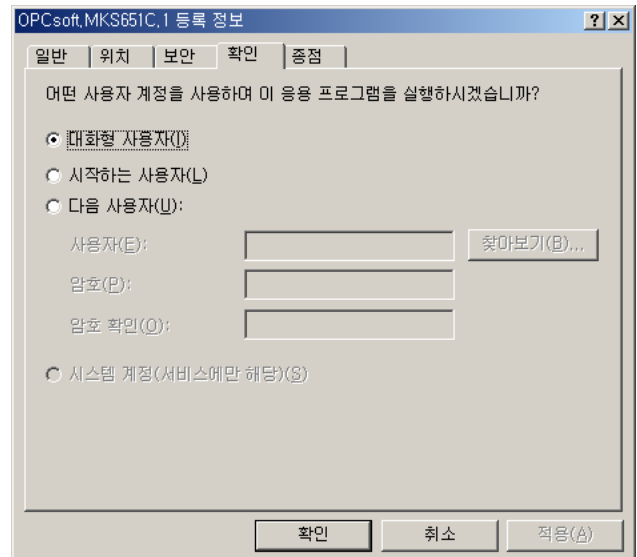 OPCsoft,MKS651C,1 등록 정보
일반 위치 보안 확인 종점
어떤 사용자 계정을 사용하며 이 응용 프로그램을 실행하시겠습니까?
대화형 사용자(I)
시작하는 사용자(L)
다음 사용자(U):
사용자(E): 찾아보기(B)...
암호(P):
암호 확인(O):
시스템 계정(서비스에만 해당)(S)
확인 취소 적용(A)